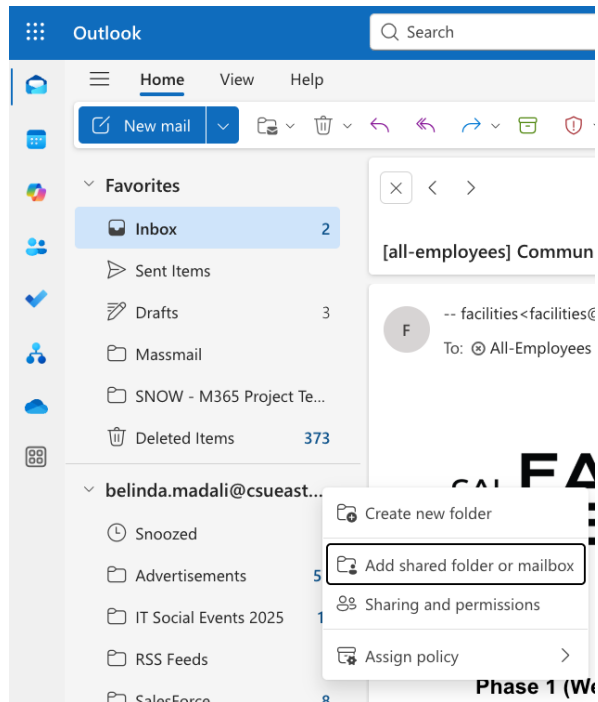 Outlook
Search
Home View Help
New mail
Favorites
Inbox 2
Sent Items
Drafts 3
Massmail
SNOW - M365 Project Te...
Deleted Items 373
belinda.madali@csueast...
Snoozed
Advertisements 5
IT Social Events 2025 1
RSS Feeds
SalesForce 8
[all-employees] Commun
F
-- facilities<facilities@
To: All-Employees
Create new folder
Add shared folder or mailbox
Sharing and permissions
Assign policy
Phase 1 (We